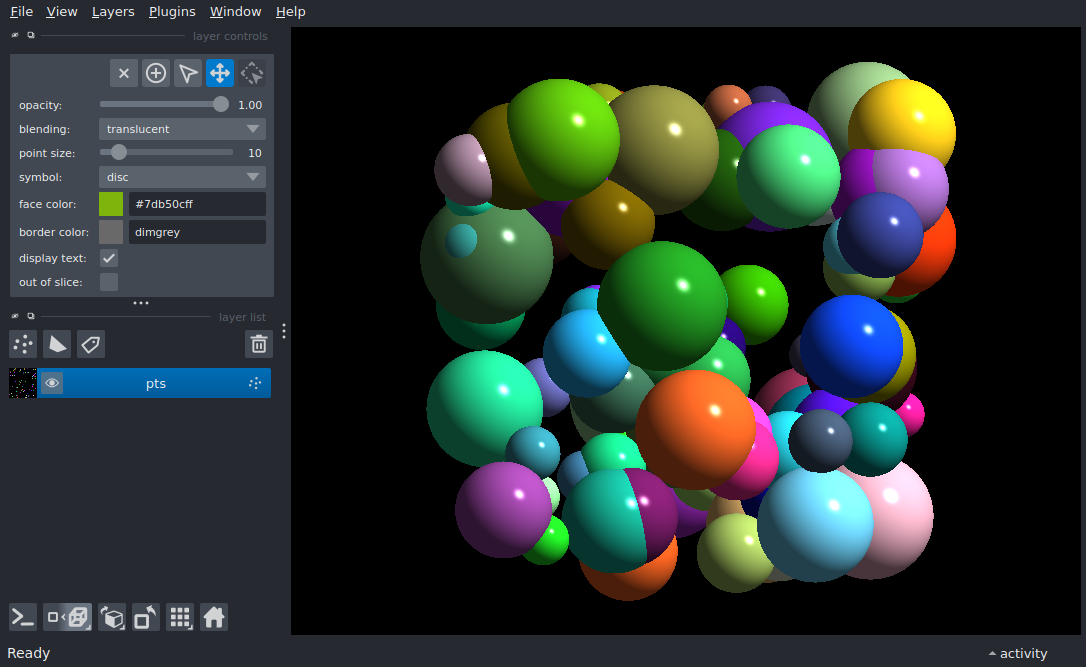 File View Layers Plugins Window Help
layer controls
opacity: 1.00
blending: translucent
point size: 10
symbol: disc
face color: #7db50cff
border color: dimgrey
display text:
out of slice:
layer list
pts
Ready
activity